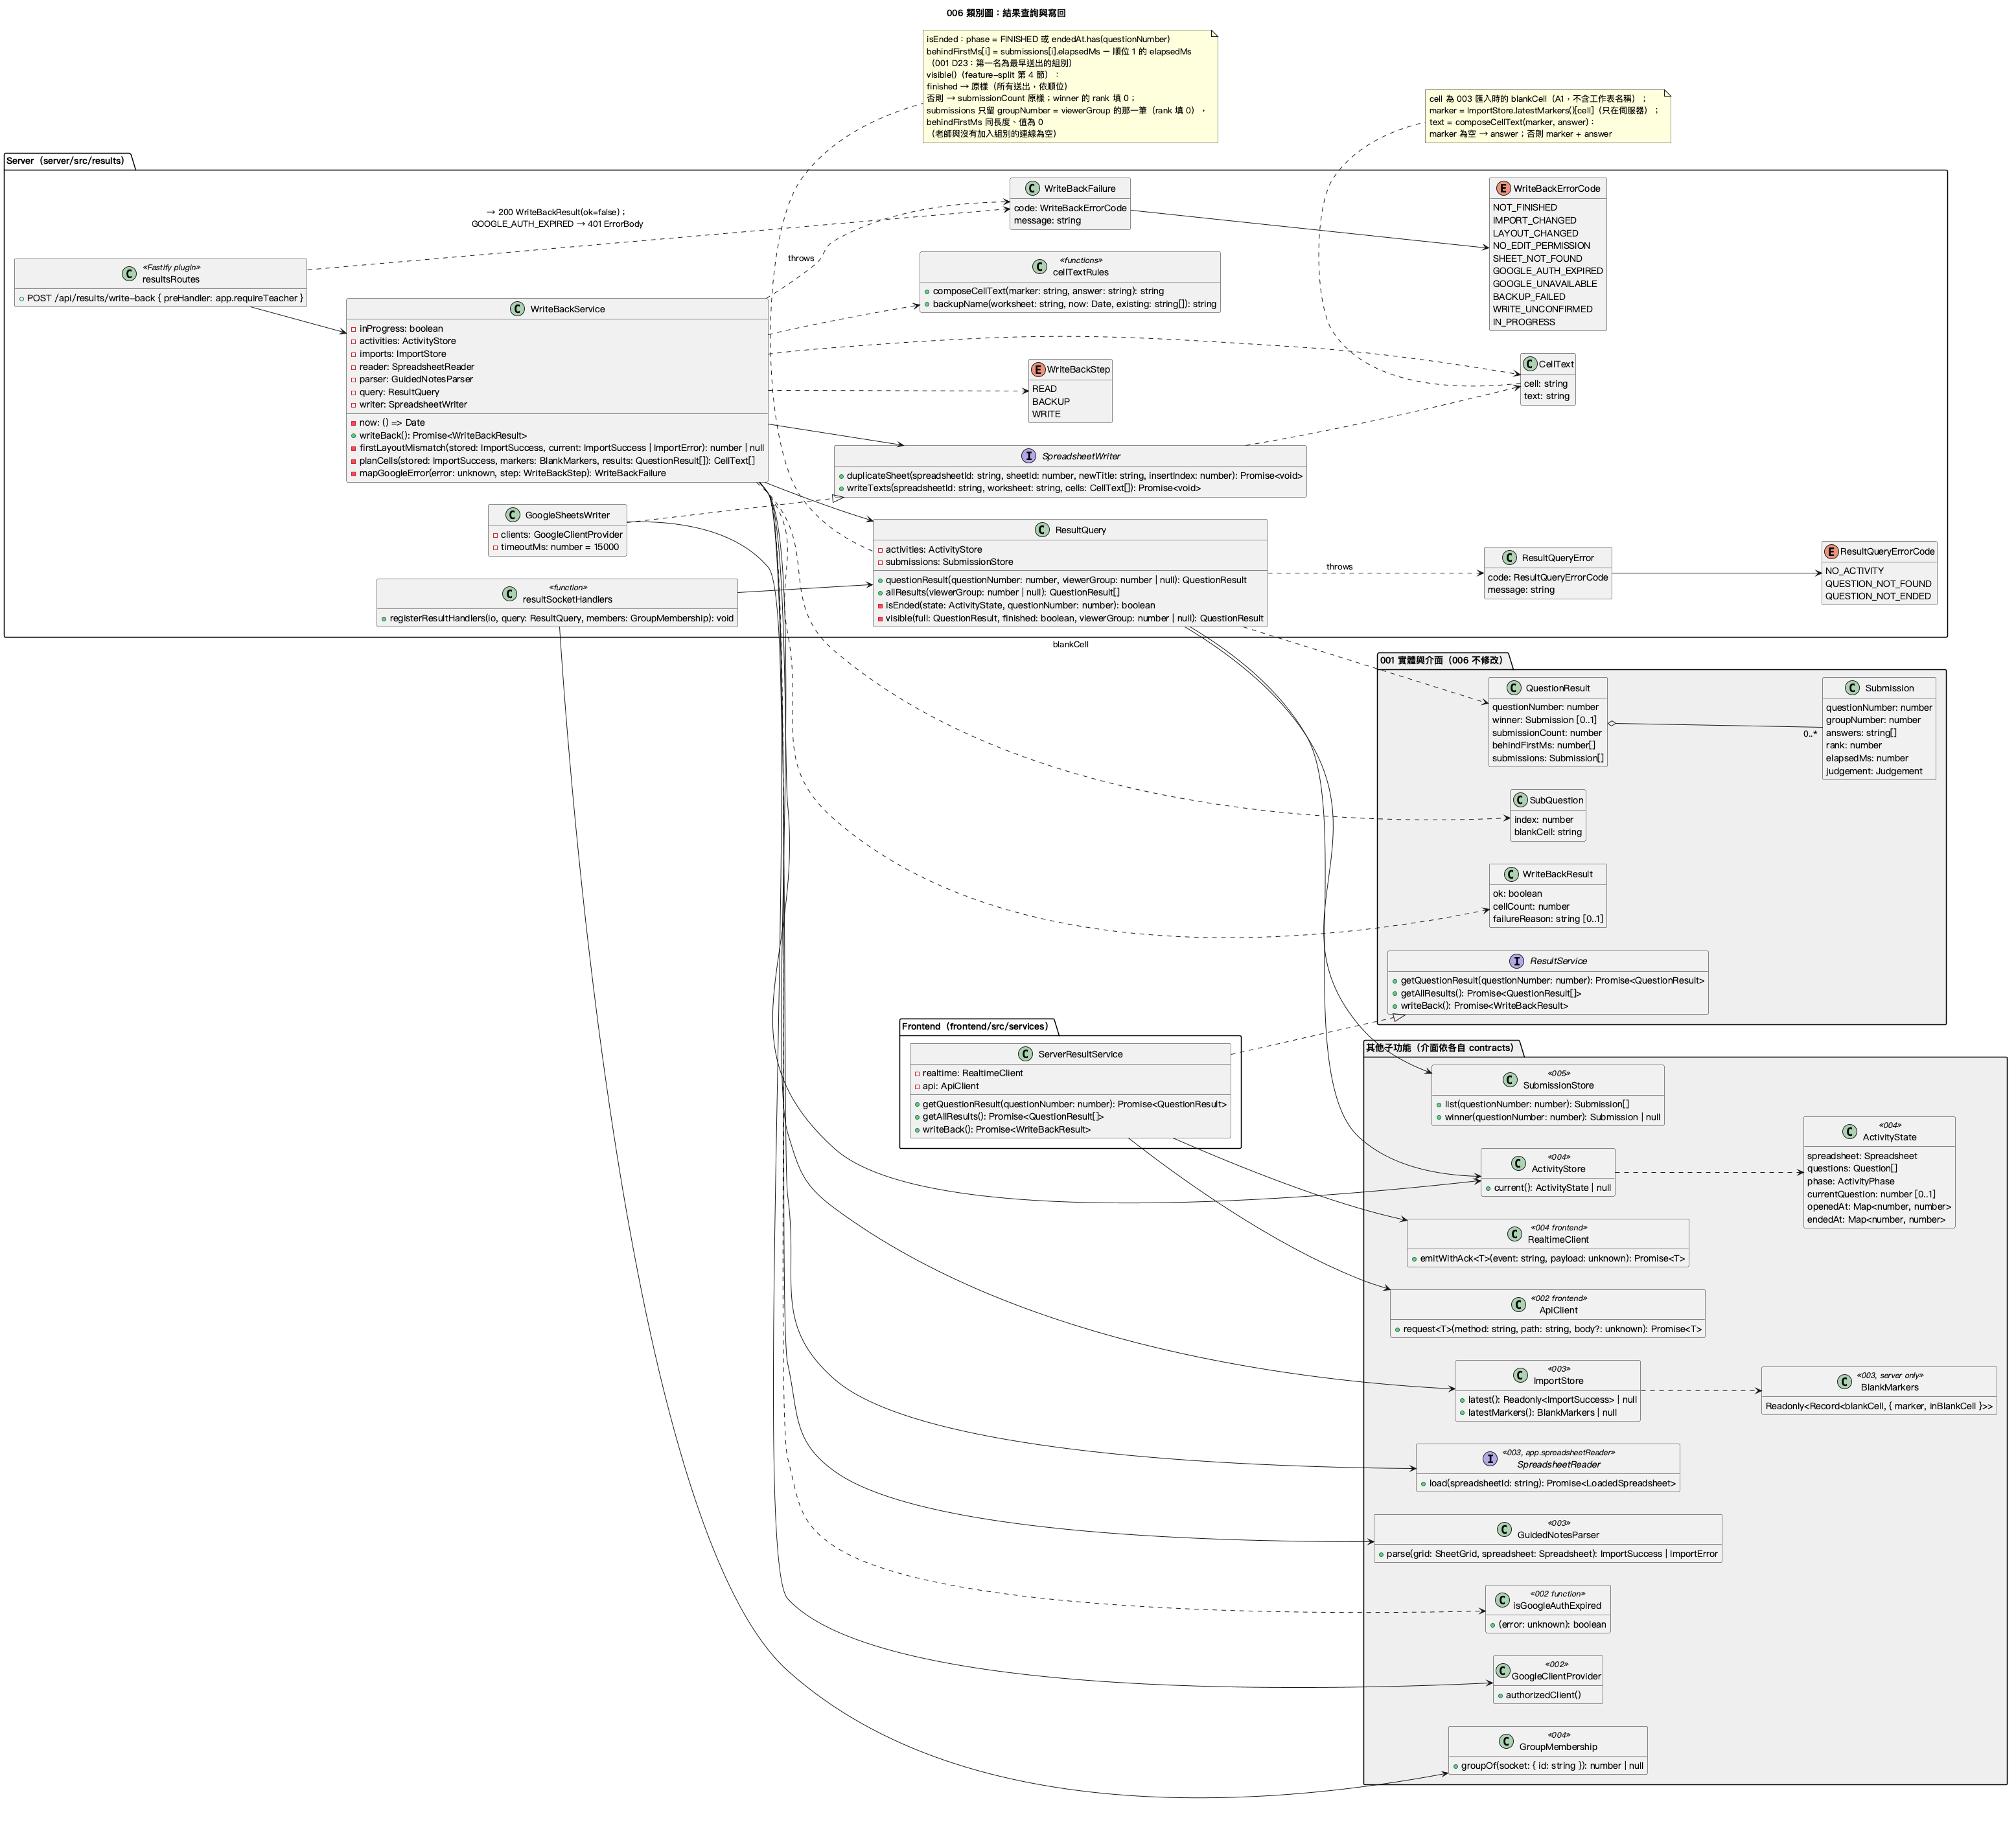 006 類別圖：結果查詢與寫回
isEnded：phase = FINISHED 或 endedAt.has(questionNumber)
behindFirstMs[i] = submissions[i].elapsedMs − 順位 1 的 elapsedMs
（001 D23：第一名為最早送出的組別）
visible()（feature-split 第 4 節）：
finished → 原樣（所有送出，依順位）
否則 → submissionCount 原樣；winner 的 rank 填 0；
submissions 只留 groupNumber = viewerGroup 的那一筆（rank 填 0），
behindFirstMs 同長度、值為 0
（老師與沒有加入組別的連線為空）
cell 為 003 匯入時的 blankCell（A1，不含工作表名稱）；
marker = ImportStore.latestMarkers()[cell]（只在伺服器）；
text = composeCellText(marker, answer)：
marker 為空 → answer；否則 marker + answer
Server（server/src/results）
WriteBackFailure
code: WriteBackErrorCode
message: string
WriteBackErrorCode
NOT_FINISHED
IMPORT_CHANGED
LAYOUT_CHANGED
NO_EDIT_PERMISSION
SHEET_NOT_FOUND
GOOGLE_AUTH_EXPIRED
GOOGLE_UNAVAILABLE
BACKUP_FAILED
WRITE_UNCONFIRMED
IN_PROGRESS
→ 200 WriteBackResult(ok=false)；
GOOGLE_AUTH_EXPIRED → 401 ErrorBody
throws
«Fastify plugin»
resultsRoutes
POST /api/results/write-back { preHandler: app.requireTeacher }
«functions»
cellTextRules
composeCellText(marker: string, answer: string): string
backupName(worksheet: string, now: Date, existing: string[]): string
WriteBackService
inProgress: boolean
activities: ActivityStore
imports: ImportStore
reader: SpreadsheetReader
parser: GuidedNotesParser
query: ResultQuery
writer: SpreadsheetWriter
now: () => Date
writeBack(): Promise<WriteBackResult>
firstLayoutMismatch(stored: ImportSuccess, current: ImportSuccess | ImportError): number | null
planCells(stored: ImportSuccess, markers: BlankMarkers, results: QuestionResult[]): CellText[]
mapGoogleError(error: unknown, step: WriteBackStep): WriteBackFailure
WriteBackStep
READ
BACKUP
WRITE
CellText
cell: string
text: string
SpreadsheetWriter
duplicateSheet(spreadsheetId: string, sheetId: number, newTitle: string, insertIndex: number): Promise<void>
writeTexts(spreadsheetId: string, worksheet: string, cells: CellText[]): Promise<void>
GoogleSheetsWriter
clients: GoogleClientProvider
timeoutMs: number = 15000
ResultQuery
activities: ActivityStore
submissions: SubmissionStore
questionResult(questionNumber: number, viewerGroup: number | null): QuestionResult
allResults(viewerGroup: number | null): QuestionResult[]
isEnded(state: ActivityState, questionNumber: number): boolean
visible(full: QuestionResult, finished: boolean, viewerGroup: number | null): QuestionResult
throws
ResultQueryError
code: ResultQueryErrorCode
message: string
ResultQueryErrorCode
NO_ACTIVITY
QUESTION_NOT_FOUND
QUESTION_NOT_ENDED
«function»
resultSocketHandlers
registerResultHandlers(io, query: ResultQuery, members: GroupMembership): void
blankCell
001 實體與介面（006 不修改）
QuestionResult
questionNumber: number
winner: Submission [0..1]
submissionCount: number
behindFirstMs: number[]
submissions: Submission[]
0..*
Submission
questionNumber: number
groupNumber: number
answers: string[]
rank: number
elapsedMs: number
judgement: Judgement
SubQuestion
index: number
blankCell: string
WriteBackResult
ok: boolean
cellCount: number
failureReason: string [0..1]
ResultService
getQuestionResult(questionNumber: number): Promise<QuestionResult>
getAllResults(): Promise<QuestionResult[]>
writeBack(): Promise<WriteBackResult>
Frontend（frontend/src/services）
ServerResultService
realtime: RealtimeClient
api: ApiClient
getQuestionResult(questionNumber: number): Promise<QuestionResult>
getAllResults(): Promise<QuestionResult[]>
writeBack(): Promise<WriteBackResult>
其他子功能（介面依各自 contracts）
«005»
SubmissionStore
list(questionNumber: number): Submission[]
winner(questionNumber: number): Submission | null
«004»
ActivityStore
current(): ActivityState | null
«004»
ActivityState
spreadsheet: Spreadsheet
questions: Question[]
phase: ActivityPhase
currentQuestion: number [0..1]
openedAt: Map<number, number>
endedAt: Map<number, number>
«004 frontend»
RealtimeClient
emitWithAck<T>(event: string, payload: unknown): Promise<T>
«002 frontend»
ApiClient
request<T>(method: string, path: string, body?: unknown): Promise<T>
«003»
ImportStore
latest(): Readonly<ImportSuccess> | null
latestMarkers(): BlankMarkers | null
«003, server only»
BlankMarkers
Readonly<Record<blankCell, { marker, inBlankCell }>>
«003, app.spreadsheetReader»
SpreadsheetReader
load(spreadsheetId: string): Promise<LoadedSpreadsheet>
«003»
GuidedNotesParser
parse(grid: SheetGrid, spreadsheet: Spreadsheet): ImportSuccess | ImportError
«002 function»
isGoogleAuthExpired
(error: unknown): boolean
«002»
GoogleClientProvider
authorizedClient()
«004»
GroupMembership
groupOf(socket: { id: string }): number | null